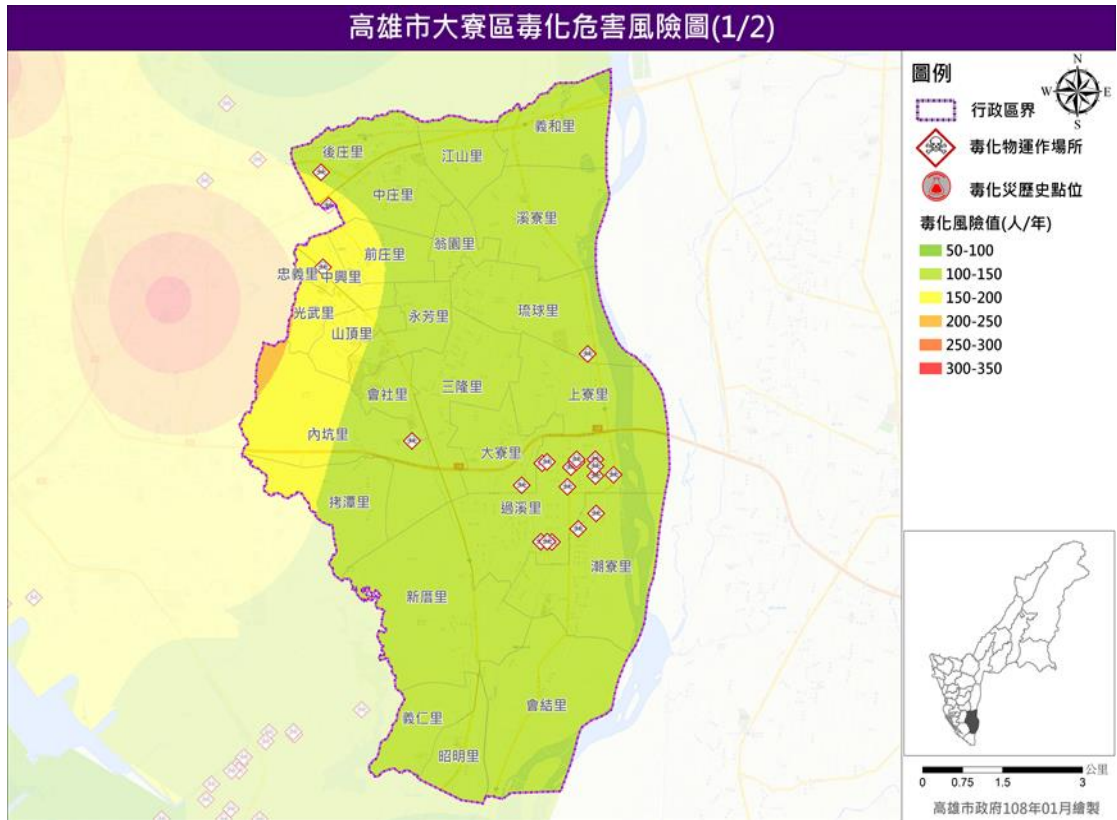 高雄市大寮區毒化危害風險圖(1/2)
圖例
N
W
E
S
行政區界
毒化物運作場所
毒化災歷史點位
毒化風險值(人/年)
50-100
100-150
150-200
200-250
250-300
300-350
義和里
後庄里
江山里
中庄里
溪寮里
翁園里
前庄里
忠義里
中興里
光武里
永芳里
琉球里
山頂里
三隆里
會社里
上寮里
內坑里
大寮里
拷潭里
過溪里
潮寮里
新厝里
會結里
義仁里
昭明里
公里
0 0.75 1.5 3
高雄市政府108年01月繪製